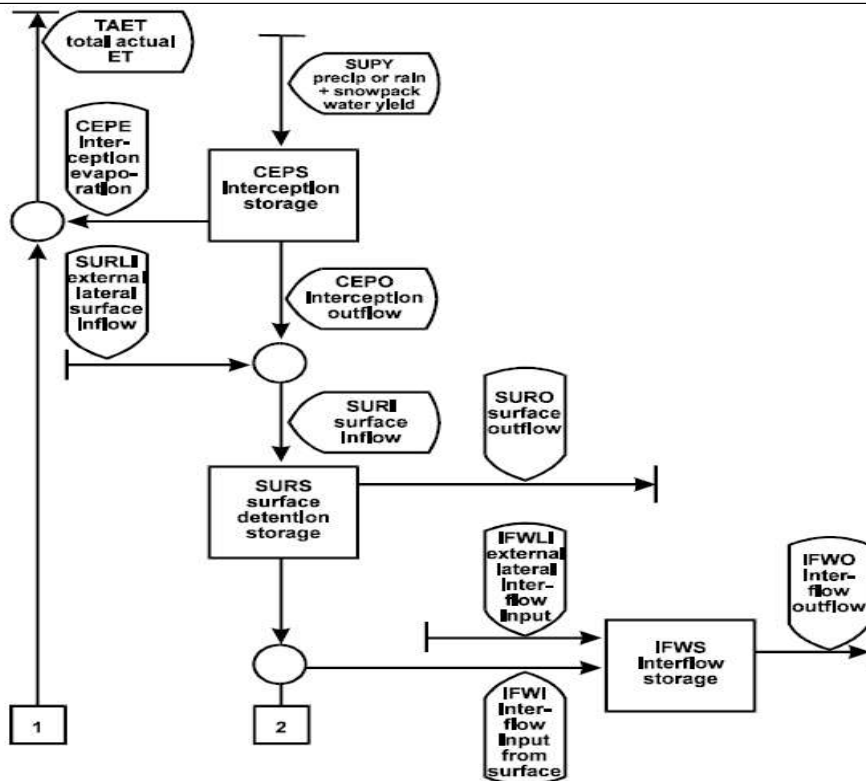 TAET
total actual
ET
SUPY
precip or rain
+ snowpack
water yield
CEPE
Inter-
ception
evapo-
ration
CEPS
Interception
storage
SURLI
external
lateral
surface
Inflow
CEPO
Interception
outflow
SURI
surface
Inflow
SURO
surface
outflow
SURS
surface
detention
storage
IFWLI
external
lateral
Inter-
flow
Input
IFWO
Inter-
flow
outflow
IFWS
Interflow
storage
1
2
IFWI
Inter-
flow
Input
from
surface